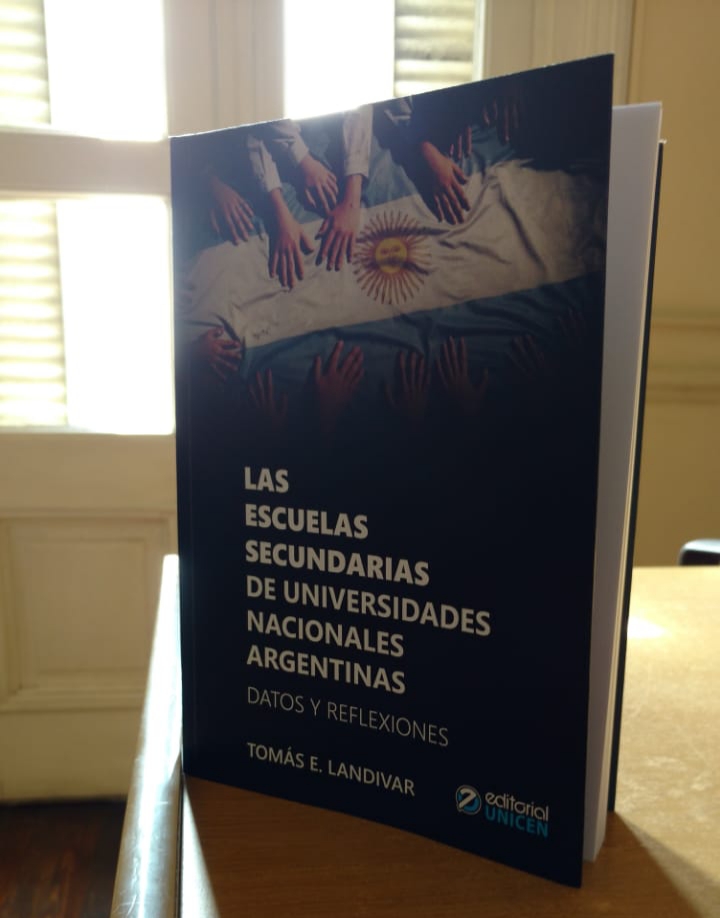 LAS
ESCUELAS
SECUNDARIAS
DE UNIVERSIDADES
NACIONALES
ARGENTINAS
DATOS Y REFLEXIONES
TOMÁS E. LANDIVAR
editorial
UNICEN